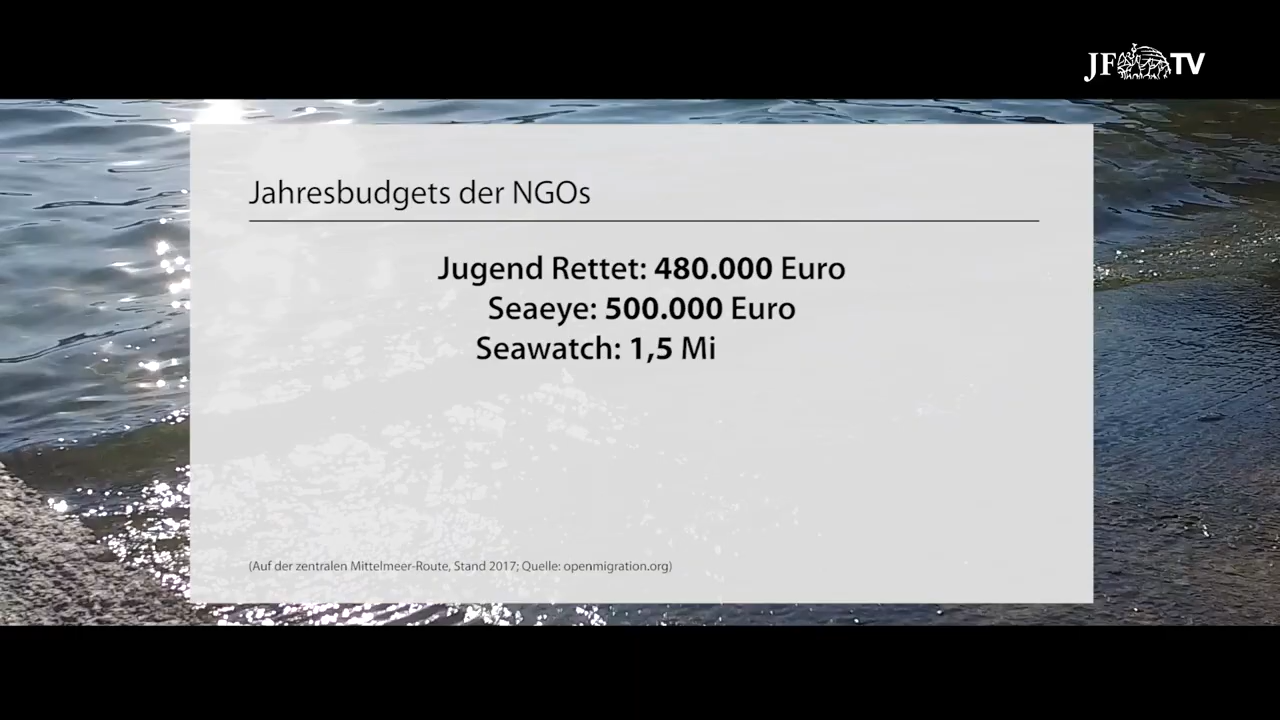 JF TV
Jahresbudgets der NGOs
Jugend Rettet: 480.000 Euro
Seaeye: 500.000 Euro
Seawatch: 1,5 Mi
(Auf der zentralen Mittelmeer-Route, Stand 2017; Quelle: openmigration.org)